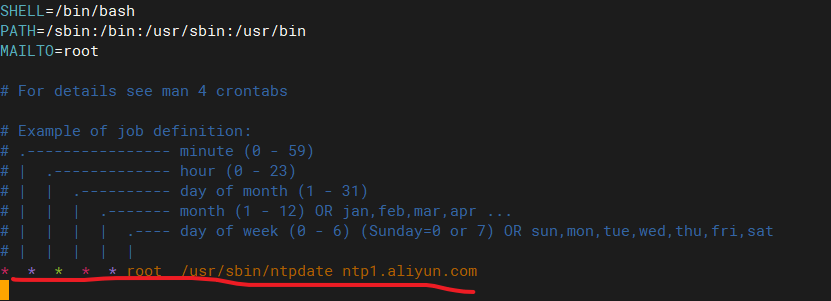 SHELL=/bin/bash
PATH=/sbin:/bin:/usr/sbin:/usr/bin
MAILTO=root

# For details see man 4 crontabs

# Example of job definition:
# .---------------- minute (0 - 59)
# |  .------------- hour (0 - 23)
# |  |  .---------- day of month (1 - 31)
# |  |  |  .------- month (1 - 12) OR jan,feb,mar,apr ...
# |  |  |  |  .---- day of week (0 - 6) (Sunday=0 or 7) OR sun,mon,tue,wed,thu,fri,sat
# |  |  |  |  |
*  *  *  *  * root  /usr/sbin/ntpdate ntp1.aliyun.com